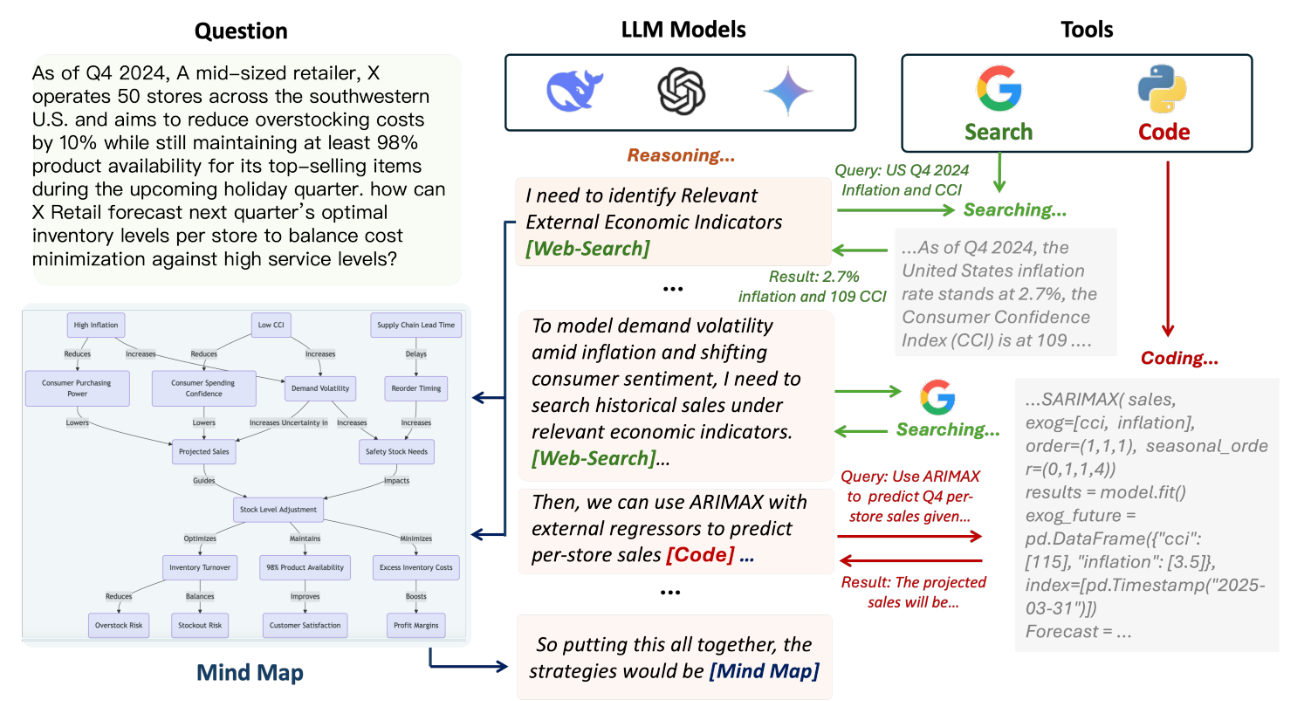 Question
As of Q4 2024, A mid-sized retailer, X
operates 50 stores across the southwestern
U.S. and aims to reduce overstocking costs
by 10% while still maintaining at least 98%
product availability for its top-selling items
during the upcoming holiday quarter. how can
X Retail forecast next quarter's optimal
inventory levels per store to balance cost
minimization against high service levels?
High Inflation
Low CCI
Supply Chain Lead Time
Reduces
Increases
Reduces
Increases
Delays
Consumer Purchasing
Power
Consumer Spending
Confidence
Demand Volatility
Reorder Timing
Lowers
Lowers
Increases Uncertainty in
Increases
Increases
Projected Sales
Safety Stock Needs
Guides
Impacts
Stock Level Adjustment
Optimizes
Maintains
Minimizes
Inventory Turnover
98% Product Availability
Excess Inventory Costs
Reduces
Balances
Improves
Boosts
Overstock Risk
Stockout Risk
Customer Satisfaction
Profit Margins
Mind Map
LLM Models
Reasoning...
I need to identify Relevant
External Economic Indicators
[Web-Search]
...
To model demand volatility
amid inflation and shifting
consumer sentiment, I need to
search historical sales under
relevant economic indicators.
[Web-Search]...
Then, we can use ARIMAX with
external regressors to predict
per-store sales [Code] ...
...
So putting this all together, the
strategies would be [Mind Map]
Tools
Search
Code
Query: US Q4 2024
Inflation and CCI
Searching...
Result: 2.7%
inflation and 109 CCI
...As of Q4 2024, the
United States inflation
rate stands at 2.7%, the
Consumer Confidence
Index (CCI) is at 109 ....
Coding...
Searching...
Query: Use ARIMAX
to predict Q4 per-
store sales given...
Result: The projected
sales will be...
...SARIMAX( sales,
exog=[cci, inflation],
order=(1,1,1), seasonal_orde
r=(0,1,1,4))
results = model.fit()
exog_future =
pd.DataFrame({"cci":
[115], "inflation": [3.5]},
index=[pd.Timestamp("2025-
03-31")])
Forecast = ...